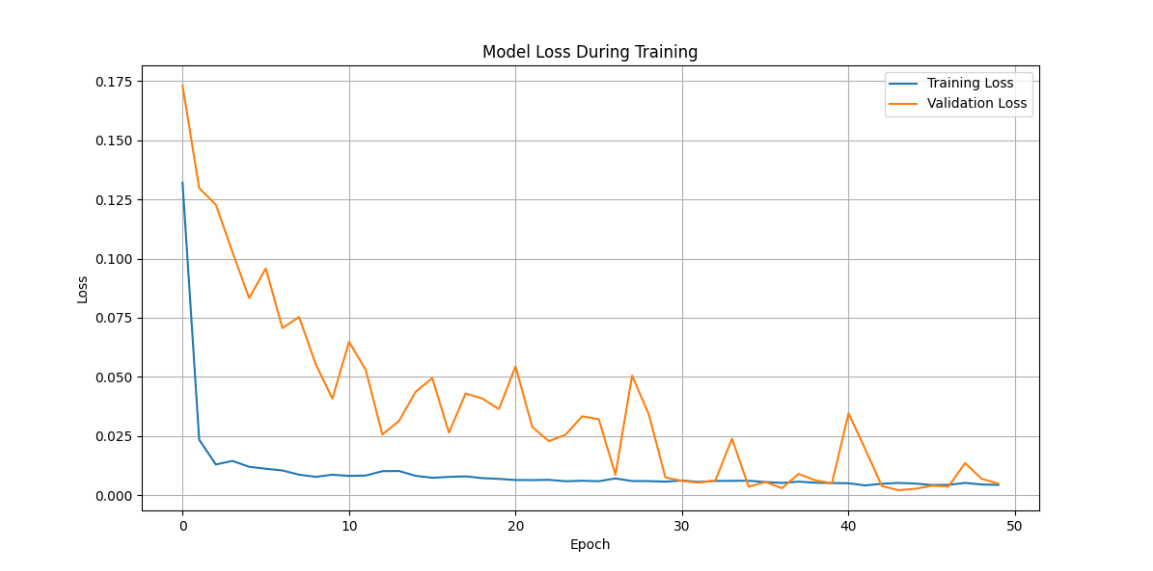 Model Loss During Training
Training Loss
Validation Loss
0.175
0.150
0.125
0.100
0.075
0.050
0.025
0.000
Loss
0 10 20 30 40 50
Epoch